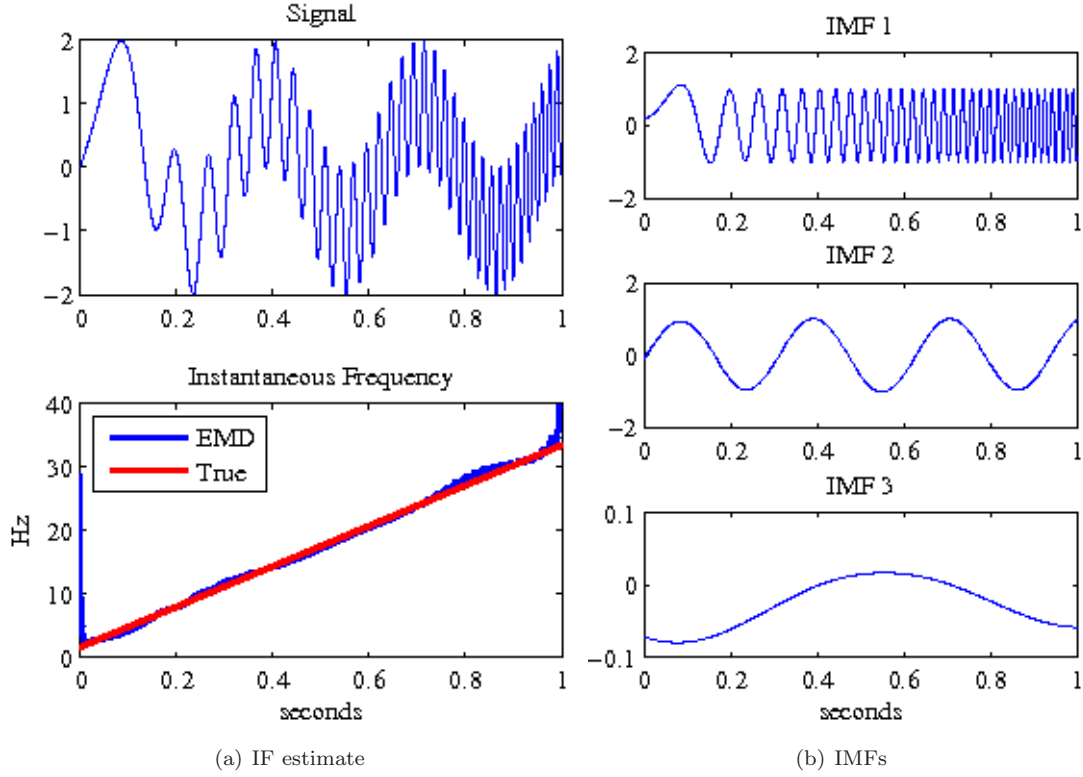 Signal
2
1
0
−1
−2
0 0.2 0.4 0.6 0.8 1
Instantaneous Frequency
40
30
20
10
0
Hz
EMD
True
0 0.2 0.4 0.6 0.8 1
seconds
(a) IF estimate
IMF 1
2
0
−2
0 0.2 0.4 0.6 0.8 1
IMF 2
2
0
−2
0 0.2 0.4 0.6 0.8 1
IMF 3
0.1
0
−0.1
0 0.2 0.4 0.6 0.8 1
seconds
(b) IMFs